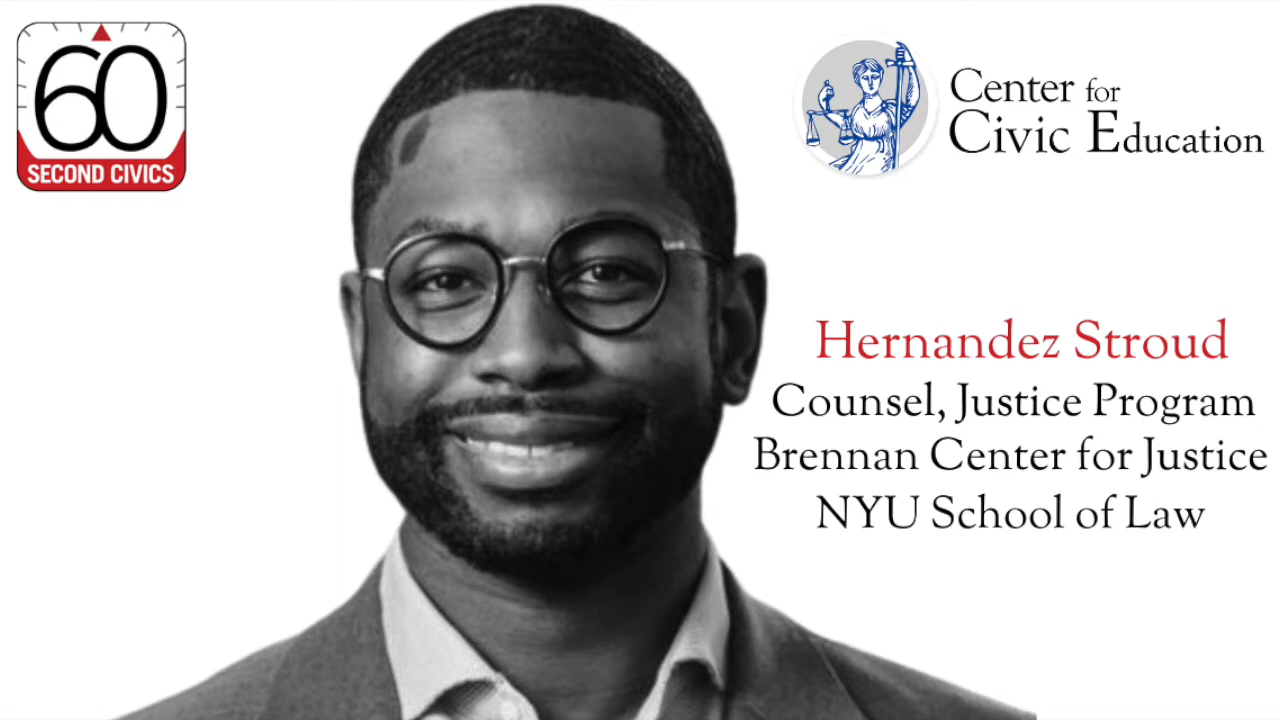 60
SECOND CIVICS
Center for
Civic Education
Hernandez Stroud
Counsel, Justice Program
Brennan Center for Justice
NYU School of Law